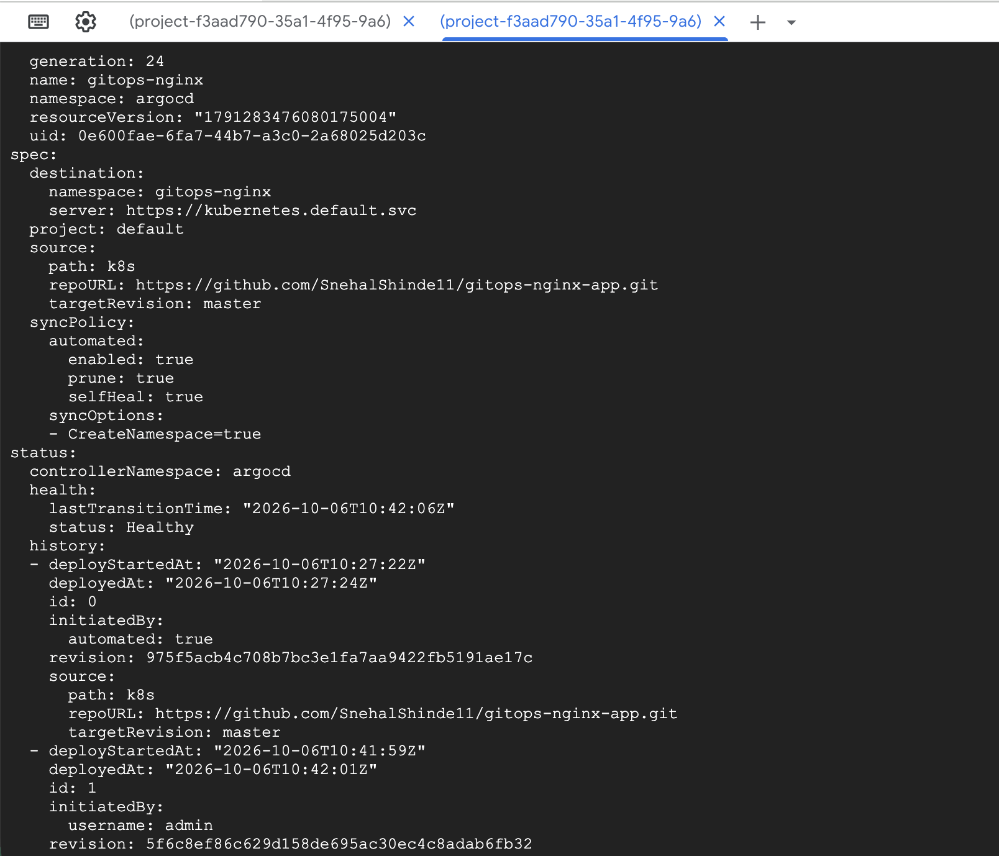 (project-f3aad790-35a1-4f95-9a6) (project-f3aad790-35a1-4f95-9a6)
  generation: 24
  name: gitops-nginx
  namespace: argocd
  resourceVersion: "1791283476080175004"
  uid: 0e600fae-6fa7-44b7-a3c0-2a68025d203c
spec:
  destination:
    namespace: gitops-nginx
    server: https://kubernetes.default.svc
  project: default
  source:
    path: k8s
    repoURL: https://github.com/SnehalShinde11/gitops-nginx-app.git
    targetRevision: master
  syncPolicy:
    automated:
      enabled: true
      prune: true
      selfHeal: true
    syncOptions:
    - CreateNamespace=true
status:
  controllerNamespace: argocd
  health:
    lastTransitionTime: "2026-10-06T10:42:06Z"
    status: Healthy
  history:
  - deployStartedAt: "2026-10-06T10:27:22Z"
    deployedAt: "2026-10-06T10:27:24Z"
    id: 0
    initiatedBy:
      automated: true
    revision: 975f5acb4c708b7bc3e1fa7aa9422fb5191ae17c
    source:
      path: k8s
      repoURL: https://github.com/SnehalShinde11/gitops-nginx-app.git
      targetRevision: master
  - deployStartedAt: "2026-10-06T10:41:59Z"
    deployedAt: "2026-10-06T10:42:01Z"
    id: 1
    initiatedBy:
      username: admin
    revision: 5f6c8ef86c629d158de695ac30ec4c8adab6fb32